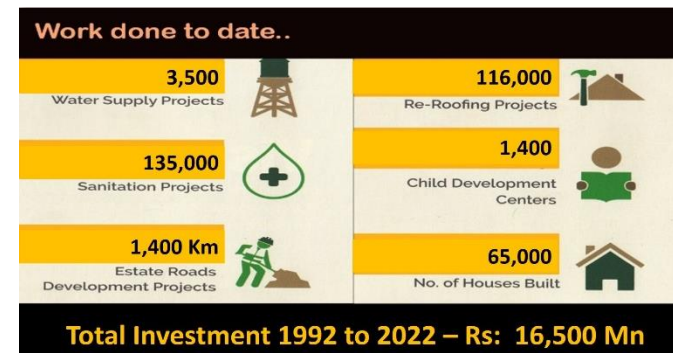 Work done to date..
3,500
Water Supply Projects
116,000
Re-Roofing Projects
135,000
Sanitation Projects
1,400
Child Development
Centers
1,400 Km
Estate Roads
Development Projects
65,000
No. of Houses Built
Total Investment 1992 to 2022 – Rs: 16,500 Mn